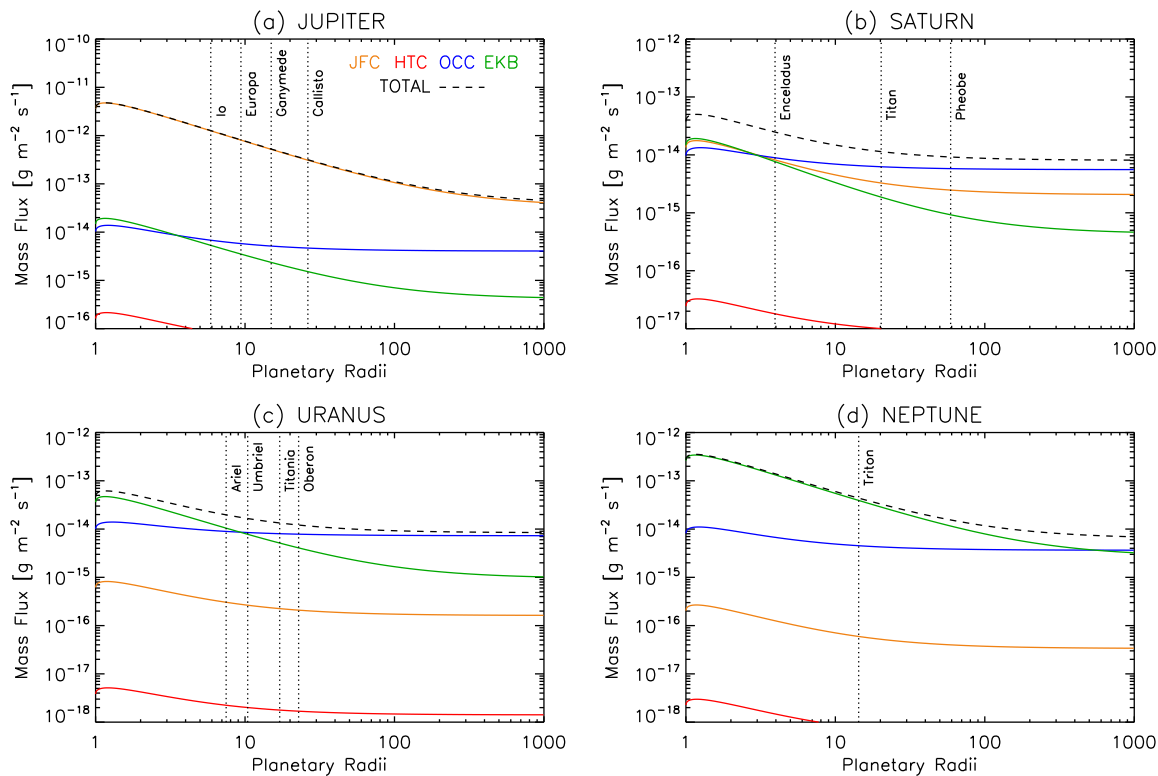 (a) JUPITER
10⁻¹⁰
10⁻¹¹
10⁻¹²
10⁻¹³
10⁻¹⁴
10⁻¹⁵
10⁻¹⁶
Mass Flux [g m⁻² s⁻¹]
JFC HTC OCC EKB
TOTAL
Io
Europa
Ganymede
Callisto
1 10 100 1000
Planetary Radii
(b) SATURN
10⁻¹²
10⁻¹³
10⁻¹⁴
10⁻¹⁵
10⁻¹⁶
10⁻¹⁷
Mass Flux [g m⁻² s⁻¹]
Enceladus
Titan
Pheobe
1 10 100 1000
Planetary Radii
(c) URANUS
10⁻¹²
10⁻¹³
10⁻¹⁴
10⁻¹⁵
10⁻¹⁶
10⁻¹⁷
10⁻¹⁸
Mass Flux [g m⁻² s⁻¹]
Ariel
Umbriel
Titania
Oberon
1 10 100 1000
Planetary Radii
(d) NEPTUNE
10⁻¹²
10⁻¹³
10⁻¹⁴
10⁻¹⁵
10⁻¹⁶
10⁻¹⁷
10⁻¹⁸
Mass Flux [g m⁻² s⁻¹]
Triton
1 10 100 1000
Planetary Radii